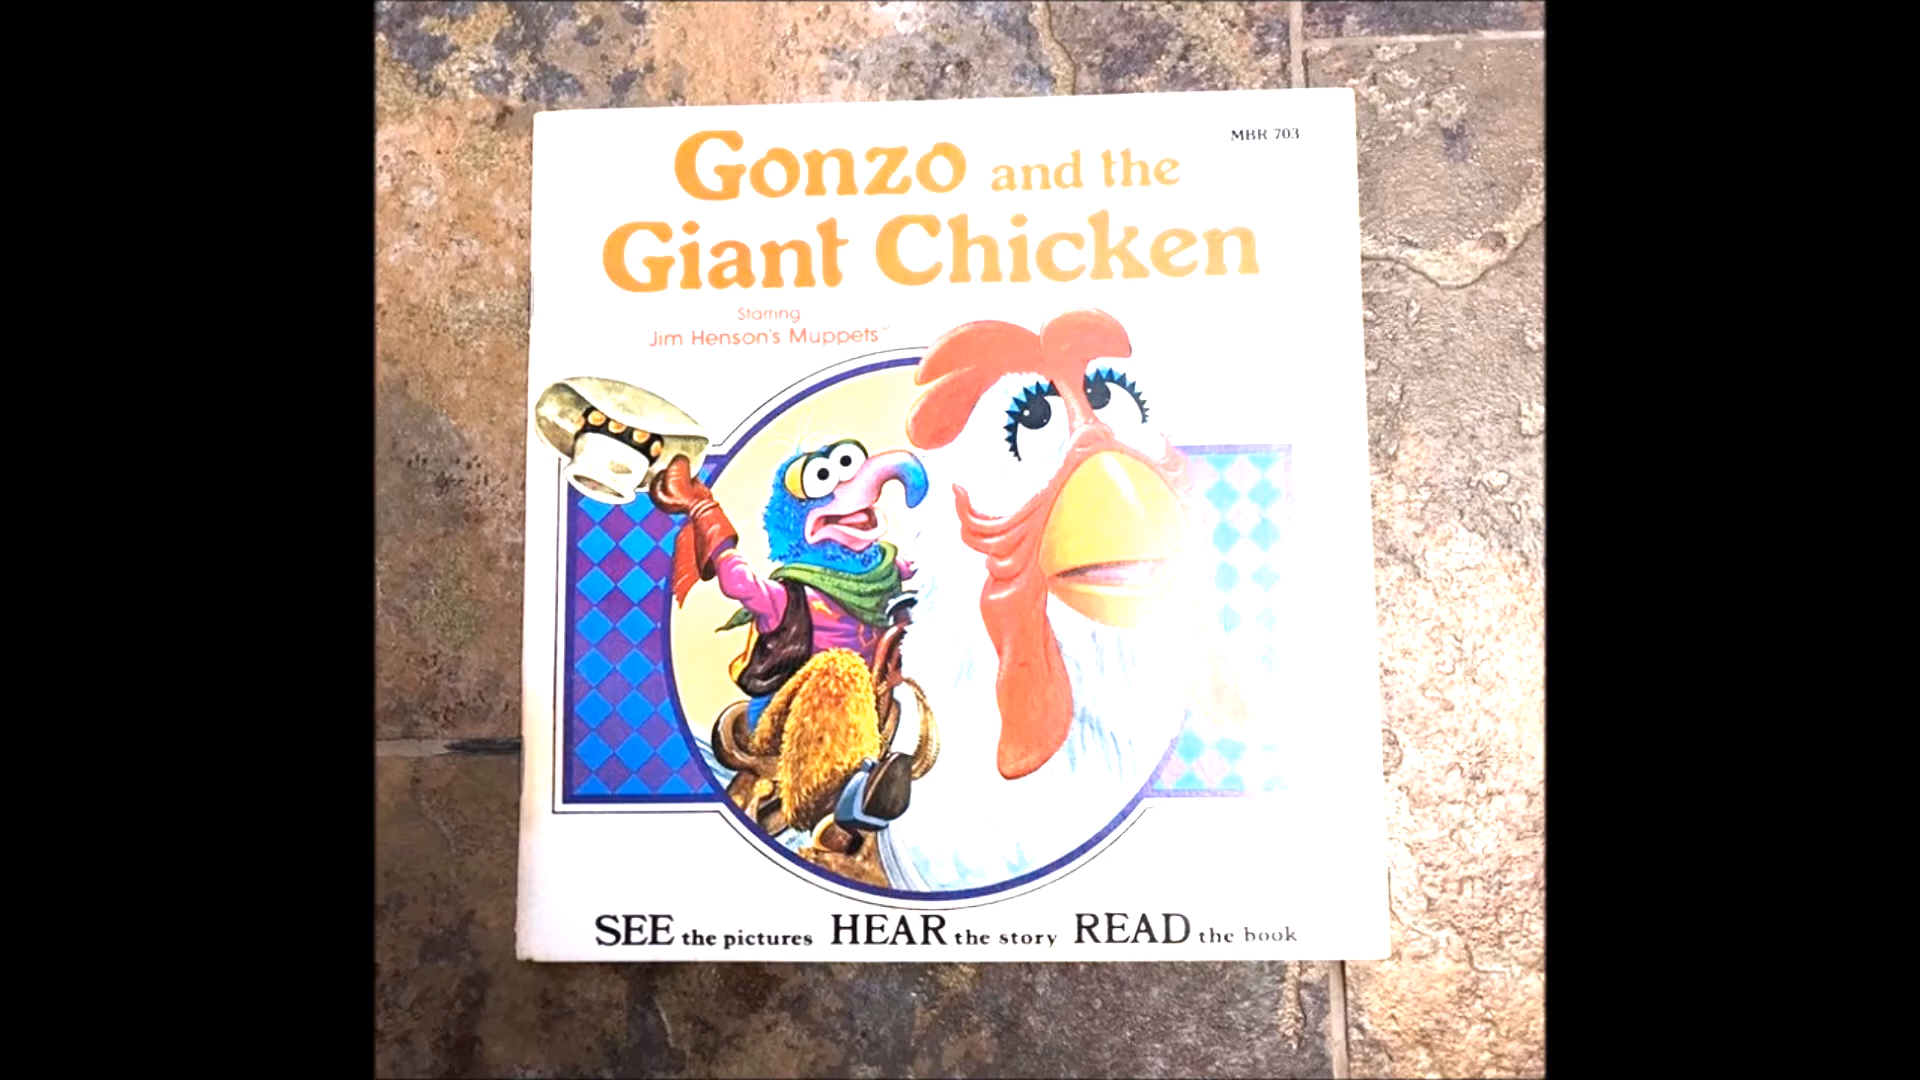 MBR 703
Gonzo and the
Giant Chicken
Starring
Jim Henson's Muppets™
SEE the pictures HEAR the story READ the book